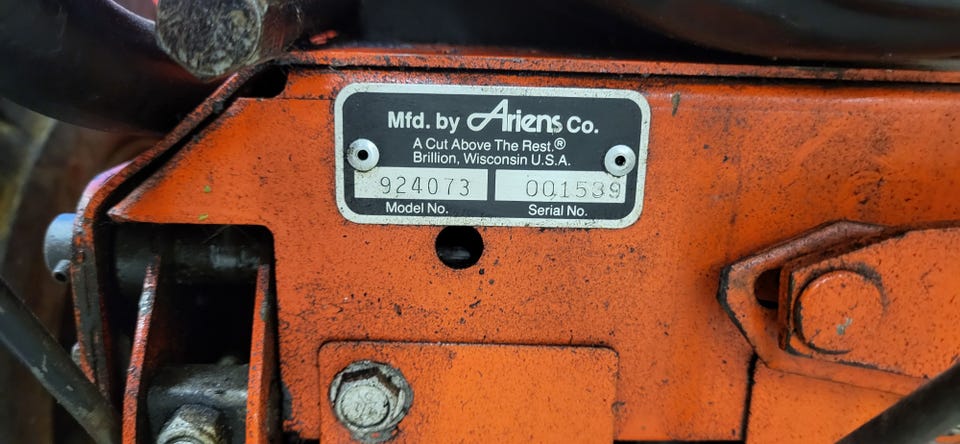 Mfd. by Ariens Co.
A Cut Above The Rest.®
Brillion, Wisconsin U.S.A.
924073 001539
Model No. Serial No.